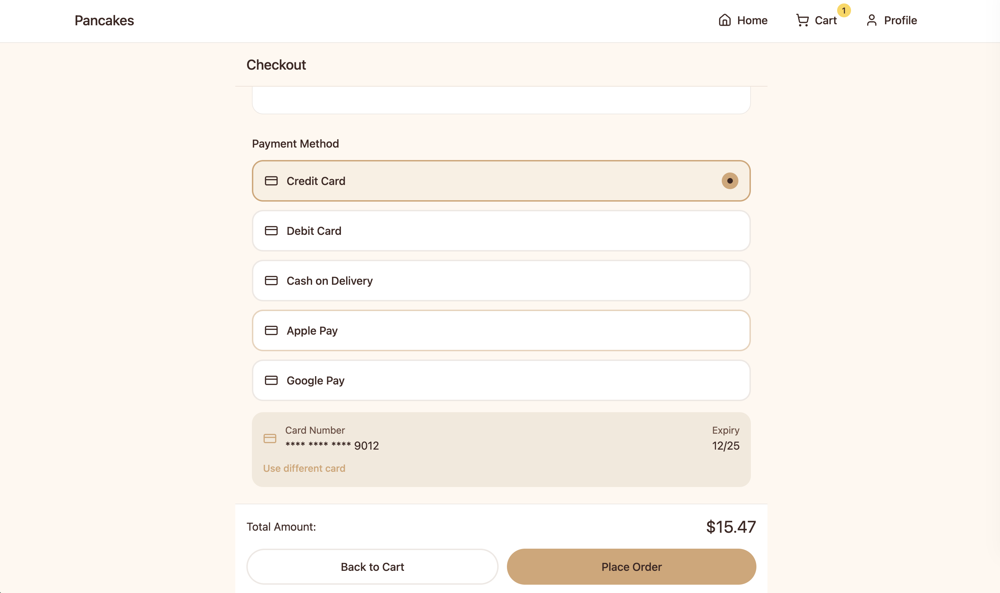 Pancakes
Home
Cart
1
Profile
Checkout
Payment Method
Credit Card
Debit Card
Cash on Delivery
Apple Pay
Google Pay
Card Number
Expiry
**** **** **** 9012
12/25
Use different card
Total Amount:
$15.47
Back to Cart
Place Order